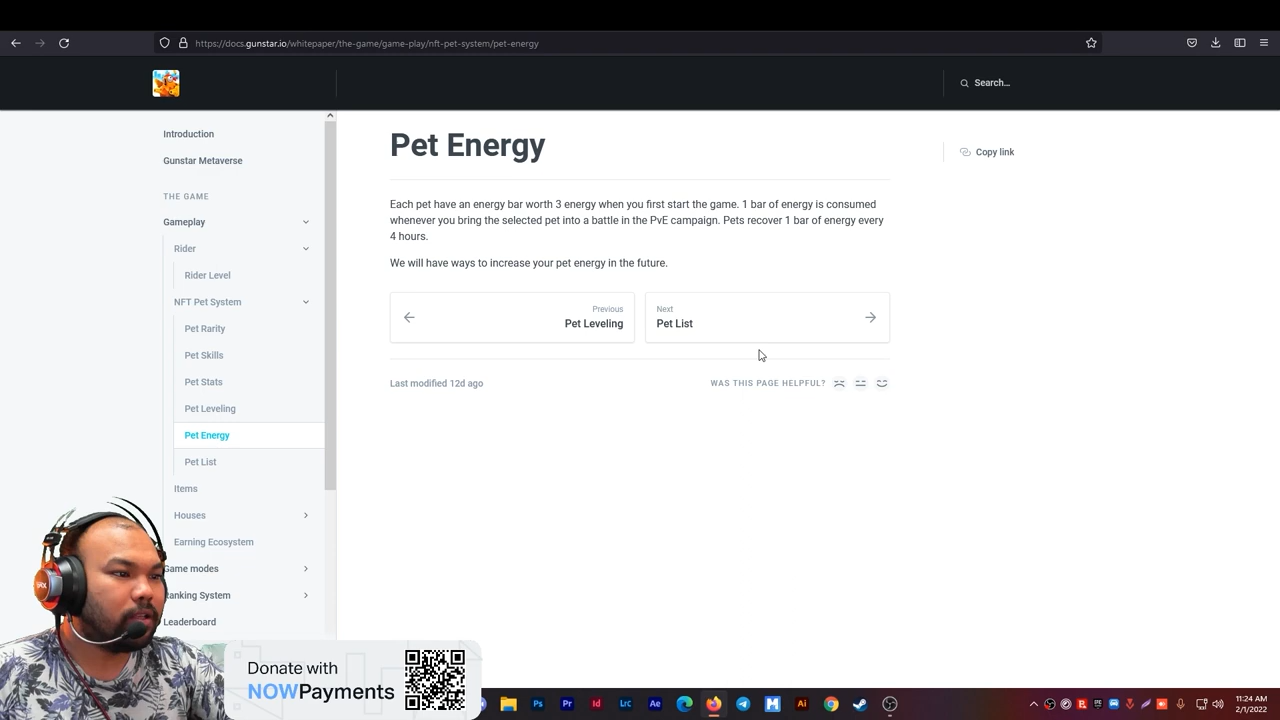 https://docs.gunstar.io/whitepaper/the-game/game-play/nft-pet-system/pet-energy
Search…
Introduction
Gunstar Metaverse
THE GAME
Gameplay
Rider
Rider Level
NFT Pet System
Pet Rarity
Pet Skills
Pet Stats
Pet Leveling
Pet Energy
Pet List
Items
Houses
Earning Ecosystem
Game modes
Ranking System
Leaderboard
Pet Energy
Copy link
Each pet have an energy bar worth 3 energy when you first start the game. 1 bar of energy is consumed
whenever you bring the selected pet into a battle in the PvE campaign. Pets recover 1 bar of energy every
4 hours.
We will have ways to increase your pet energy in the future.
Previous
Pet Leveling
Next
Pet List
Last modified 12d ago
WAS THIS PAGE HELPFUL?
Donate with
NOWPayments
Ps
Pr
Id
Lrc
Ae
Ai
11:24 AM
2/1/2022